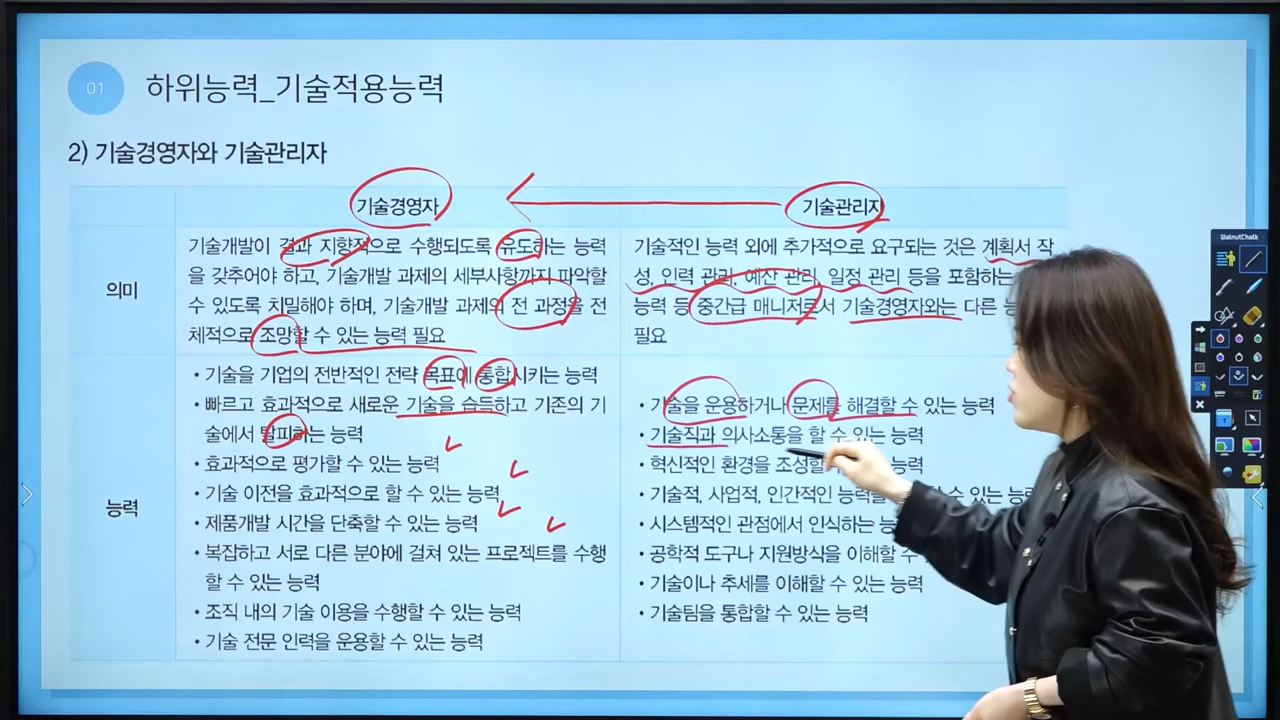 01
하위능력_기술적용능력
2) 기술경영자와 기술관리자
기술경영자
기술관리자
의미
기술개발이 결과 지향적으로 수행되도록 유도하는 능력
을 갖추어야 하고, 기술개발 과제의 세부사항까지 파악할
수 있도록 치밀해야 하며, 기술개발 과제의 전 과정을 전
체적으로 조망할 수 있는 능력 필요
기술적인 능력 외에 추가적으로 요구되는 것은 계획서 작
성, 인력 관리, 예산 관리, 일정 관리 등을 포함하는
능력 등 중간급 매니저로서 기술경영자와는 다른
필요
능력
• 기술을 기업의 전반적인 전략 목표에 통합시키는 능력
• 빠르고 효과적으로 새로운 기술을 습득하고 기존의 기
술에서 탈피하는 능력
• 효과적으로 평가할 수 있는 능력
• 기술 이전을 효과적으로 할 수 있는 능력
• 제품개발 시간을 단축할 수 있는 능력
• 복잡하고 서로 다른 분야에 걸쳐 있는 프로젝트를 수행
할 수 있는 능력
• 조직 내의 기술 이용을 수행할 수 있는 능력
• 기술 전문 인력을 운용할 수 있는 능력
• 기술을 운용하거나 문제를 해결할 수 있는 능력
• 기술직과 의사소통을 할 수 있는 능력
• 혁신적인 환경을 조성할 능력
• 기술적, 사업적, 인간적인 능력을 수 있는
• 시스템적인 관점에서 인식하는
• 공학적 도구나 지원방식을 이해할 수
• 기술이나 추세를 이해할 수 있는 능력
• 기술팀을 통합할 수 있는 능력
WalnutChalk